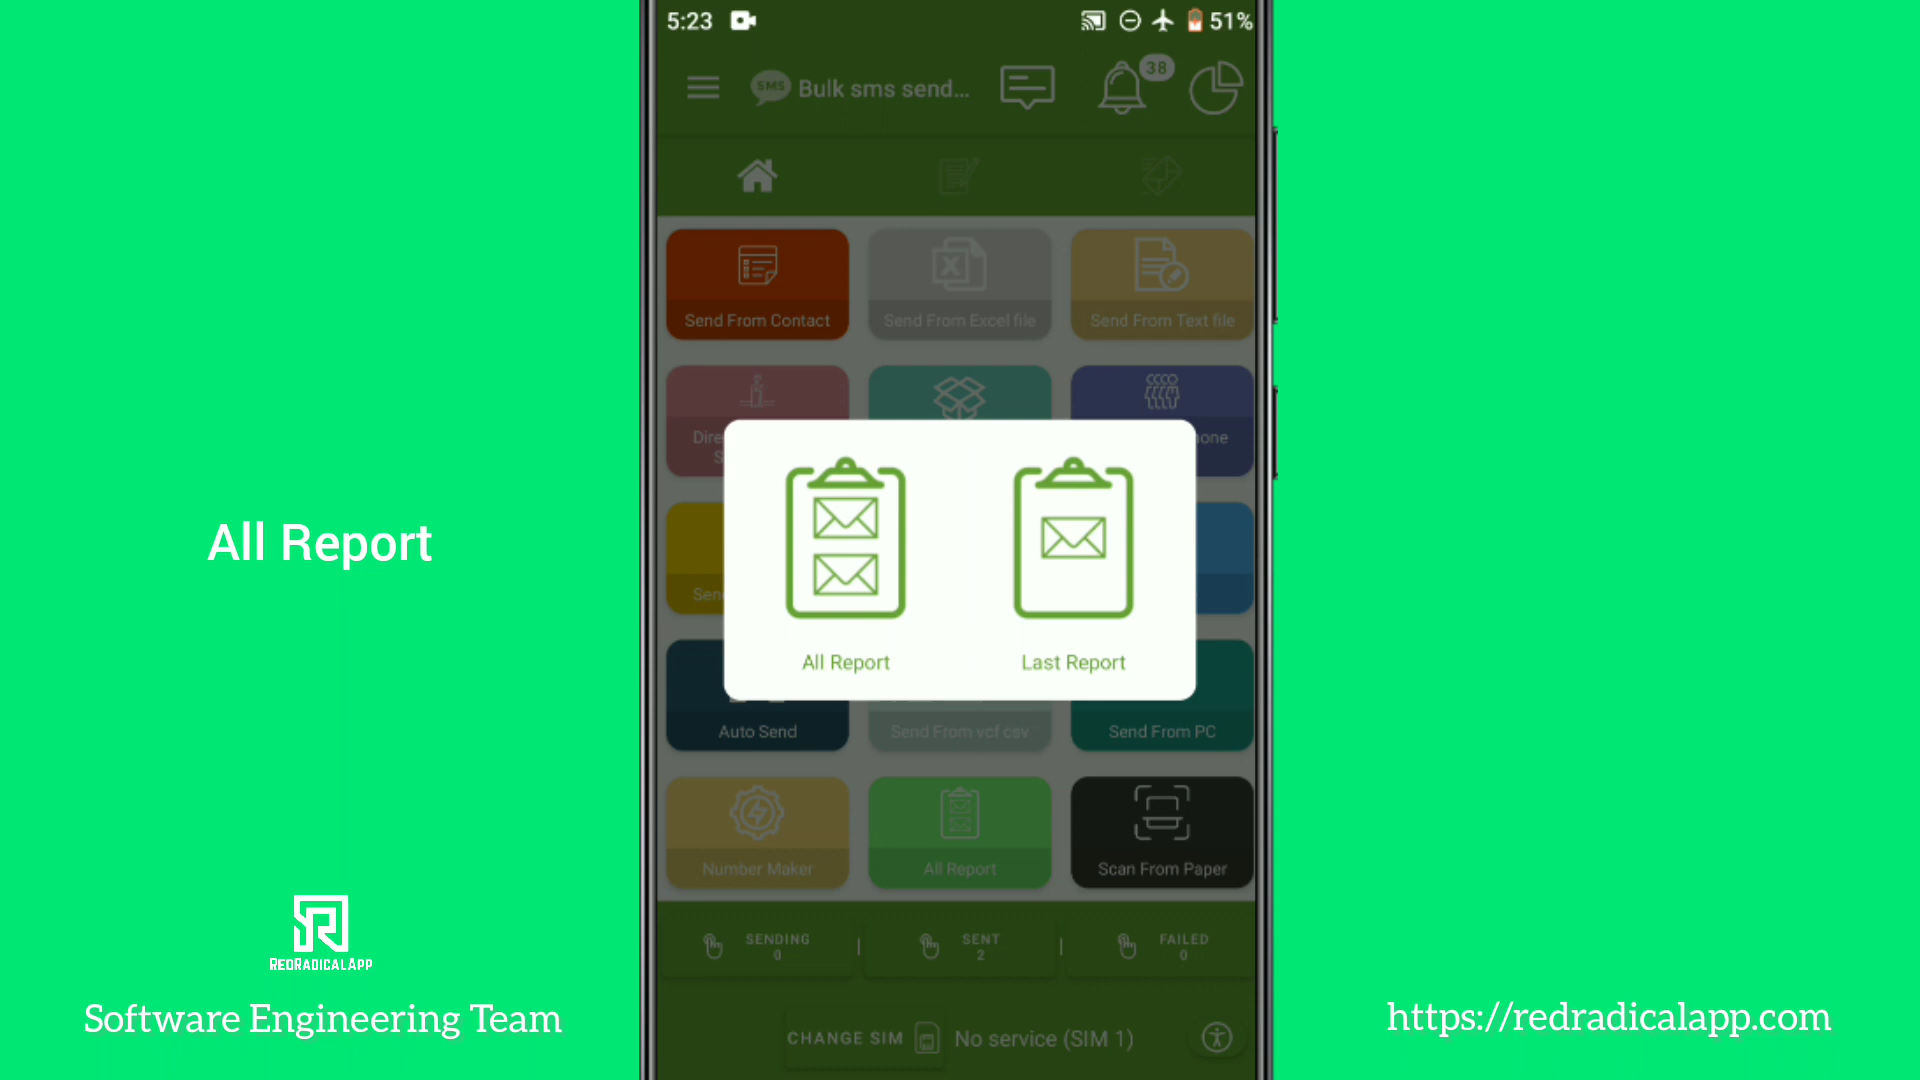 5:23
51%
SMS
Bulk sms send...
38
Send From Contact
Send From Excel file
Send From Text file
All Report
Last Report
Auto Send
Send From vcf csv
Send From PC
Number Maker
All Report
Scan From Paper
SENDING
0
SENT
2
FAILED
0
CHANGE SIM
No service (SIM 1)
All Report
REDRADICALAPP
Software Engineering Team
https://redradicalapp.com